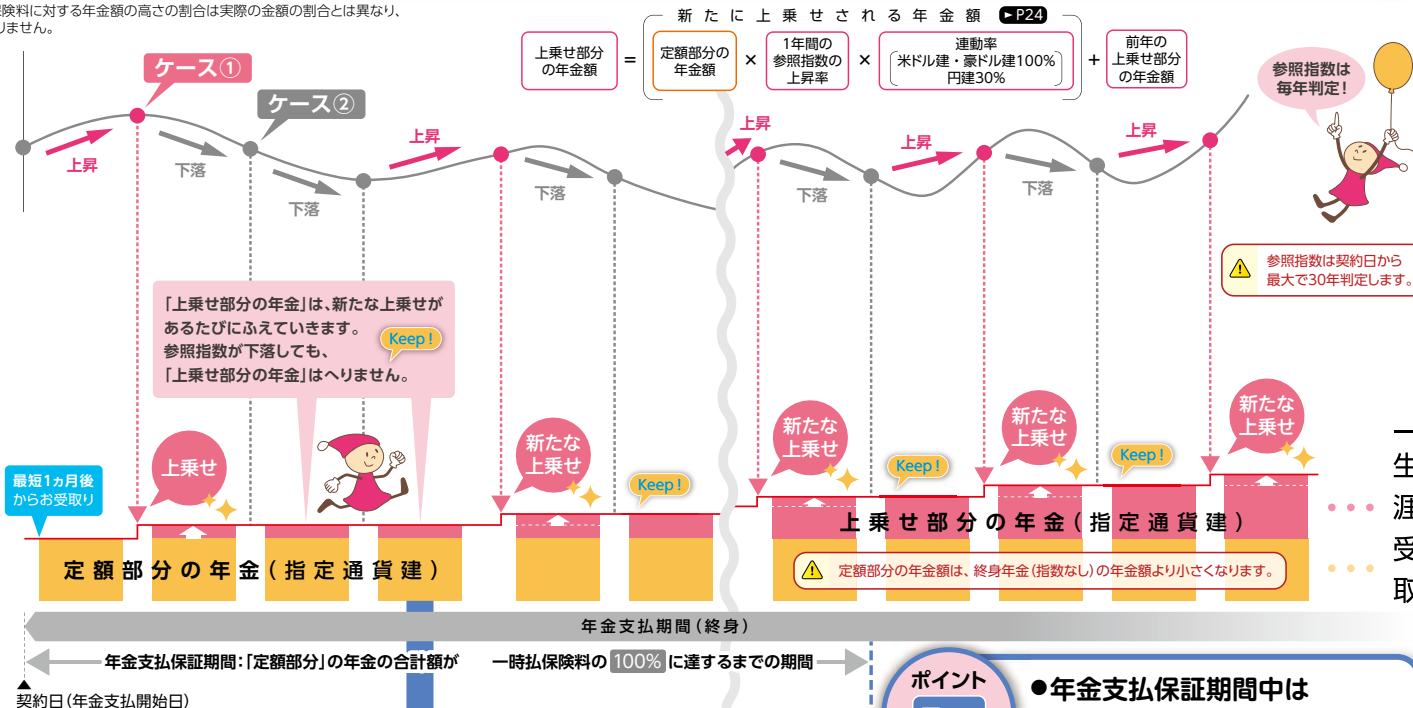 険料に対する年金額の高さの割合は実際の金額の割合とは異なり、
りません。
新たに上乗せされる年金額 ►P24
上乗せ部分
の年金額
=
定額部分の
年金額
×
1年間の
参照指数の
上昇率
×
連動率
米ドル建・豪ドル建100%
円建30%
+
前年の
上乗せ部分
の年金額
参照指数は
毎年判定!
ケース①
ケース②
上昇
下落
下落
上昇
下落
上昇
下落
上昇
下落
上昇
参照指数は契約日から
最大で30年判定します。
「上乗せ部分の年金」は、新たな上乗せが
あるたびにふえていきます。
Keep!
参照指数が下落しても、
「上乗せ部分の年金」はへりません。
最短1ヵ月後
からお受取り
上乗せ
新たな
上乗せ
Keep!
新たな
上乗せ
Keep!
新たな
上乗せ
Keep!
新たな
上乗せ
上乗せ部分の年金(指定通貨建)
定額部分の年金(指定通貨建)
定額部分の年金額は、終身年金(指数なし)の年金額より小さくなります。
一生涯受取
年金支払期間(終身)
年金支払保証期間:「定額部分」の年金の合計額が 一時払保険料の100%に達するまでの期間
契約日(年金支払開始日)
ポイント
●年金支払保証期間中は